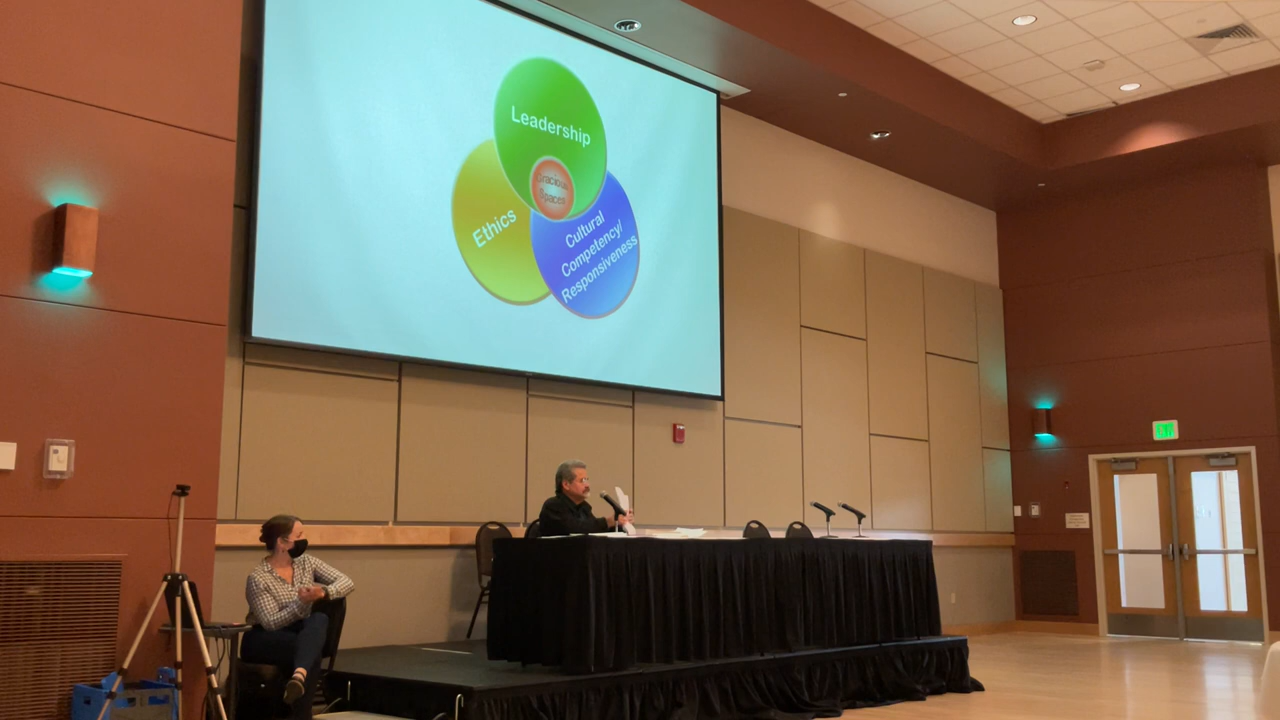 Leadership
Gracious
Spaces
Ethics
Cultural
Competency/
Responsiveness
EXIT